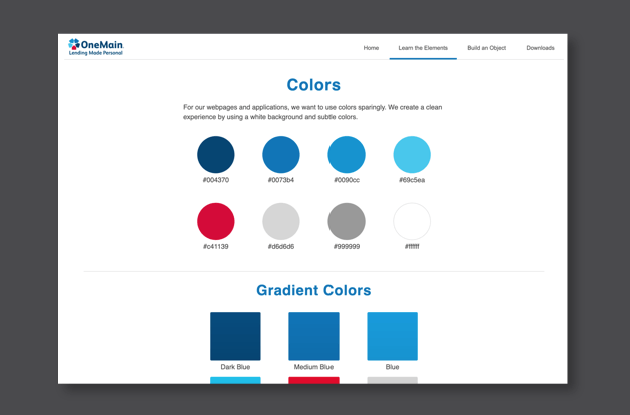 OneMain
Lending Made Personal
Home
Learn the Elements
Build an Object
Downloads
Colors
For our webpages and applications, we want to use colors sparingly. We create a clean
experience by using a white background and subtle colors.
#004370
#0073b4
#0090cc
#69c5ea
#c41139
#d6d6d6
#999999
#ffffff
Gradient Colors
Dark Blue
Medium Blue
Blue